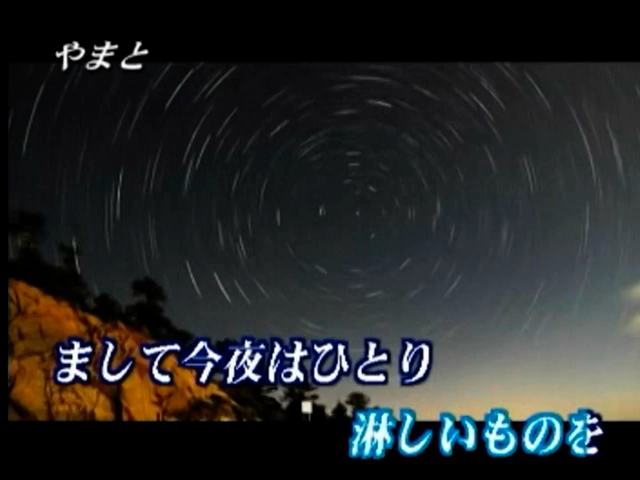 やまと
まして今夜はひとり
淋しいものを